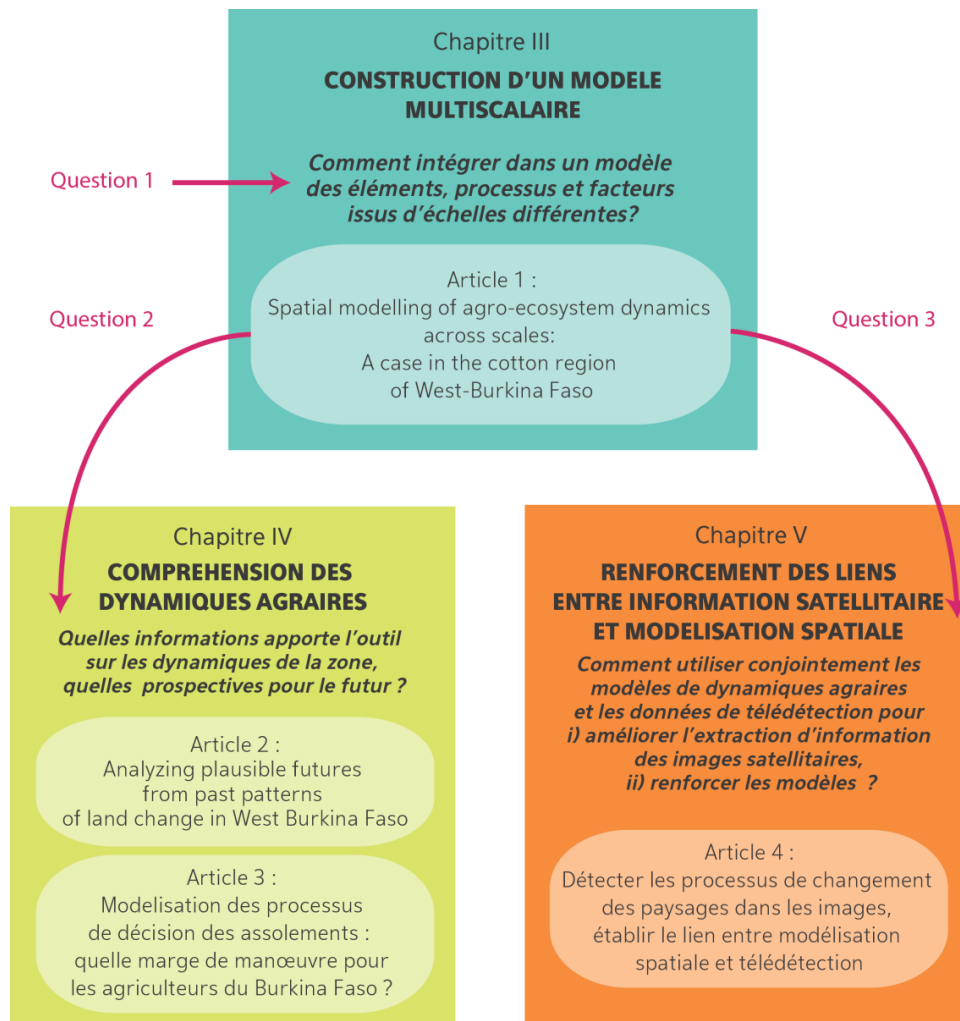 Chapitre III
CONSTRUCTION D'UN MODELE
MULTISCALAIRE
Question 1
Comment intégrer dans un modèle
des éléments, processus et facteurs
issus d'échelles différentes?
Question 2
Article 1 :
Spatial modelling of agro-ecosystem dynamics
across scales:
A case in the cotton region
of West-Burkina Faso
Question 3
Chapitre IV
COMPREHENSION DES
DYNAMIQUES AGRAIRES
Quelles informations apporte l'outil
sur les dynamiques de la zone,
quelles prospectives pour le futur ?
Article 2 :
Analyzing plausible futures
from past patterns
of land change in West Burkina Faso
Article 3 :
Modelisation des processus
de décision des assolements :
quelle marge de manœuvre pour
les agriculteurs du Burkina Faso ?
Chapitre V
RENFORCEMENT DES LIENS
ENTRE INFORMATION SATELLITAIRE
ET MODELISATION SPATIALE
Comment utiliser conjointement les
modèles de dynamiques agraires
et les données de télédétection pour
i) améliorer l'extraction d'information
des images satellitaires,
ii) renforcer les modèles ?
Article 4 :
Détecter les processus de changement
des paysages dans les images,
établir le lien entre modélisation
spatiale et télédétection